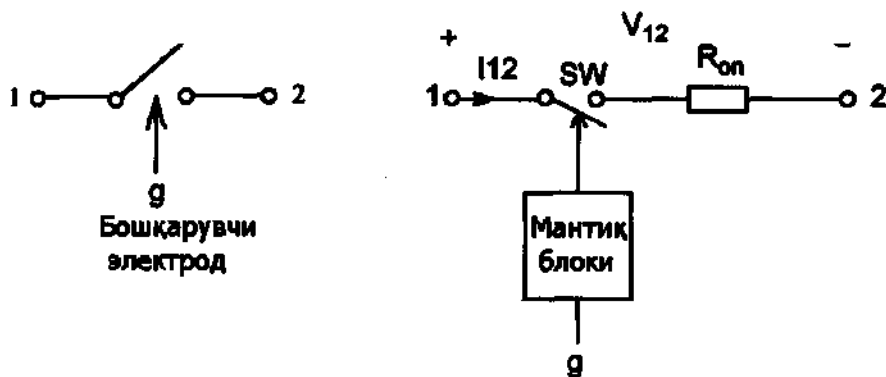 1
2
g
Бошқарувчи
электрод
+
V12
–
I12
SW
Ron
1
2
Мантиқ
блоки
g